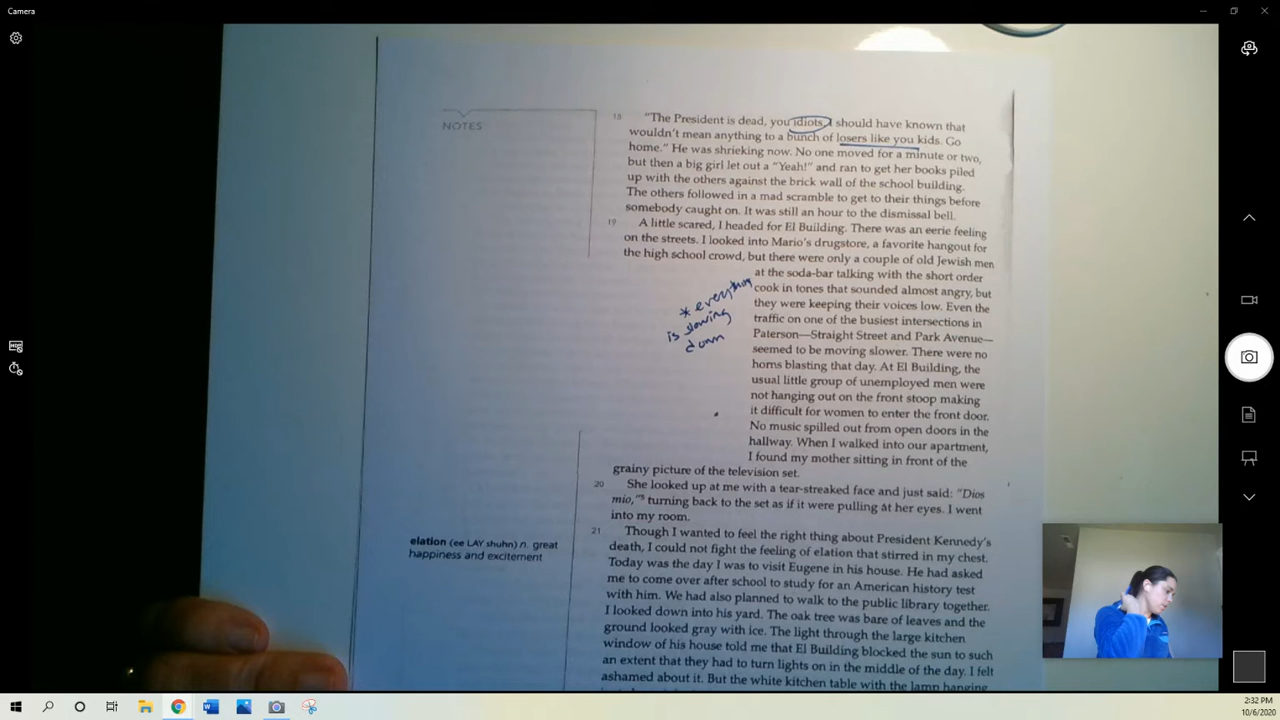 Camera
NOTES
18 "The President is dead, you idiots. I should have known that
wouldn't mean anything to a bunch of losers like you kids. Go
home." He was shrieking now. No one moved for a minute or two,
but then a big girl let out a "Yeah!" and ran to get her books piled
up with the others against the brick wall of the school building.
The others followed in a mad scramble to get to their things before
somebody caught on. It was still an hour to the dismissal bell.
19 A little scared, I headed for El Building. There was an eerie feeling
on the streets. I looked into Mario's drugstore, a favorite hangout for
the high school crowd, but there were only a couple of old Jewish men
at the soda-bar talking with the short order
cook in tones that sounded almost angry, but
they were keeping their voices low. Even the
traffic on one of the busiest intersections in
Paterson—Straight Street and Park Avenue—
seemed to be moving slower. There were no
horns blasting that day. At El Building, the
usual little group of unemployed men were
not hanging out on the front stoop making
it difficult for women to enter the front door.
No music spilled out from open doors in the
hallway. When I walked into our apartment,
I found my mother sitting in front of the
grainy picture of the television set.
* everything
is slowing
down
20 She looked up at me with a tear-streaked face and just said: "Dios
mio,"5 turning back to the set as if it were pulling at her eyes. I went
into my room.
21 Though I wanted to feel the right thing about President Kennedy's
death, I could not fight the feeling of elation that stirred in my chest.
Today was the day I was to visit Eugene in his house. He had asked
me to come over after school to study for an American history test
with him. We had also planned to walk to the public library together.
I looked down into his yard. The oak tree was bare of leaves and the
ground looked gray with ice. The light through the large kitchen
window of his house told me that El Building blocked the sun to such
an extent that they had to turn lights on in the middle of the day. I felt
ashamed about it. But the white kitchen table with the lamp hanging
elation (ee LAY shuhn) n. great
happiness and excitement
2:32 PM
10/6/2020